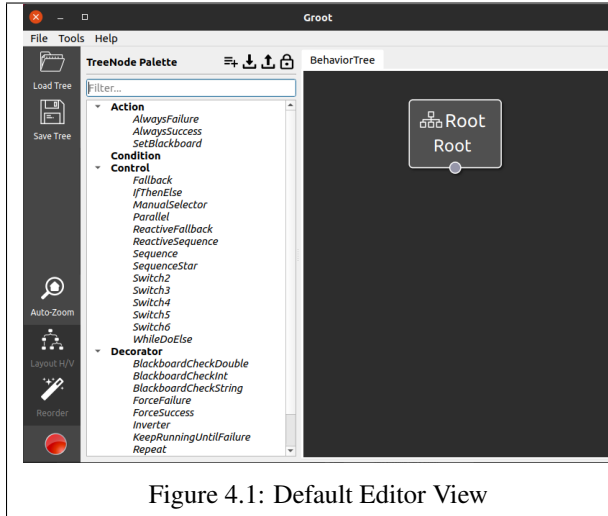 Groot
File Tools Help
TreeNode Palette
BehaviorTree
Load Tree
Filter...
Save Tree
Action
AlwaysFailure
AlwaysSuccess
SetBlackboard
Condition
Control
Fallback
IfThenElse
ManualSelector
Parallel
ReactiveFallback
ReactiveSequence
Sequence
SequenceStar
Switch2
Switch3
Switch4
Switch5
Switch6
WhileDoElse
Decorator
BlackboardCheckDouble
BlackboardCheckInt
BlackboardCheckString
ForceFailure
ForceSuccess
Inverter
KeepRunningUntilFailure
Repeat
Auto-Zoom
Layout H/V
Reorder
Root
Root
Figure 4.1: Default Editor View